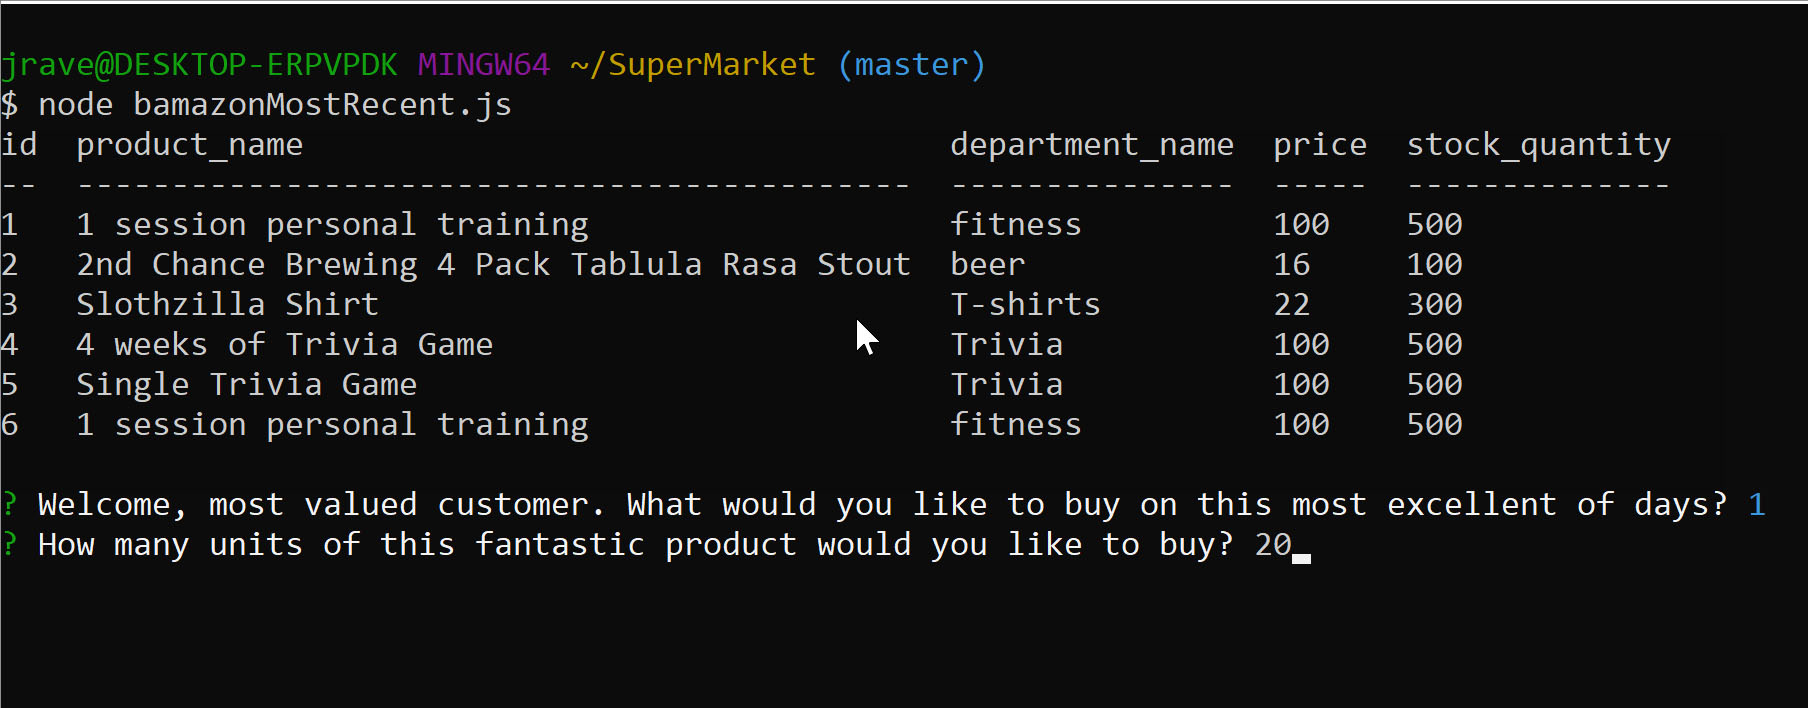 jrave@DESKTOP-ERPVPDK MINGW64 ~/SuperMarket (master)
$ node bamazonMostRecent.js
id  product_name                                  department_name  price  stock_quantity
--  --------------------------------------------  ---------------  -----  --------------
1   1 session personal training                   fitness          100    500
2   2nd Chance Brewing 4 Pack Tablula Rasa Stout  beer             16     100
3   Slothzilla Shirt                              T-shirts         22     300
4   4 weeks of Trivia Game                        Trivia           100    500
5   Single Trivia Game                            Trivia           100    500
6   1 session personal training                   fitness          100    500
? Welcome, most valued customer. What would you like to buy on this most excellent of days? 1
? How many units of this fantastic product would you like to buy? 20